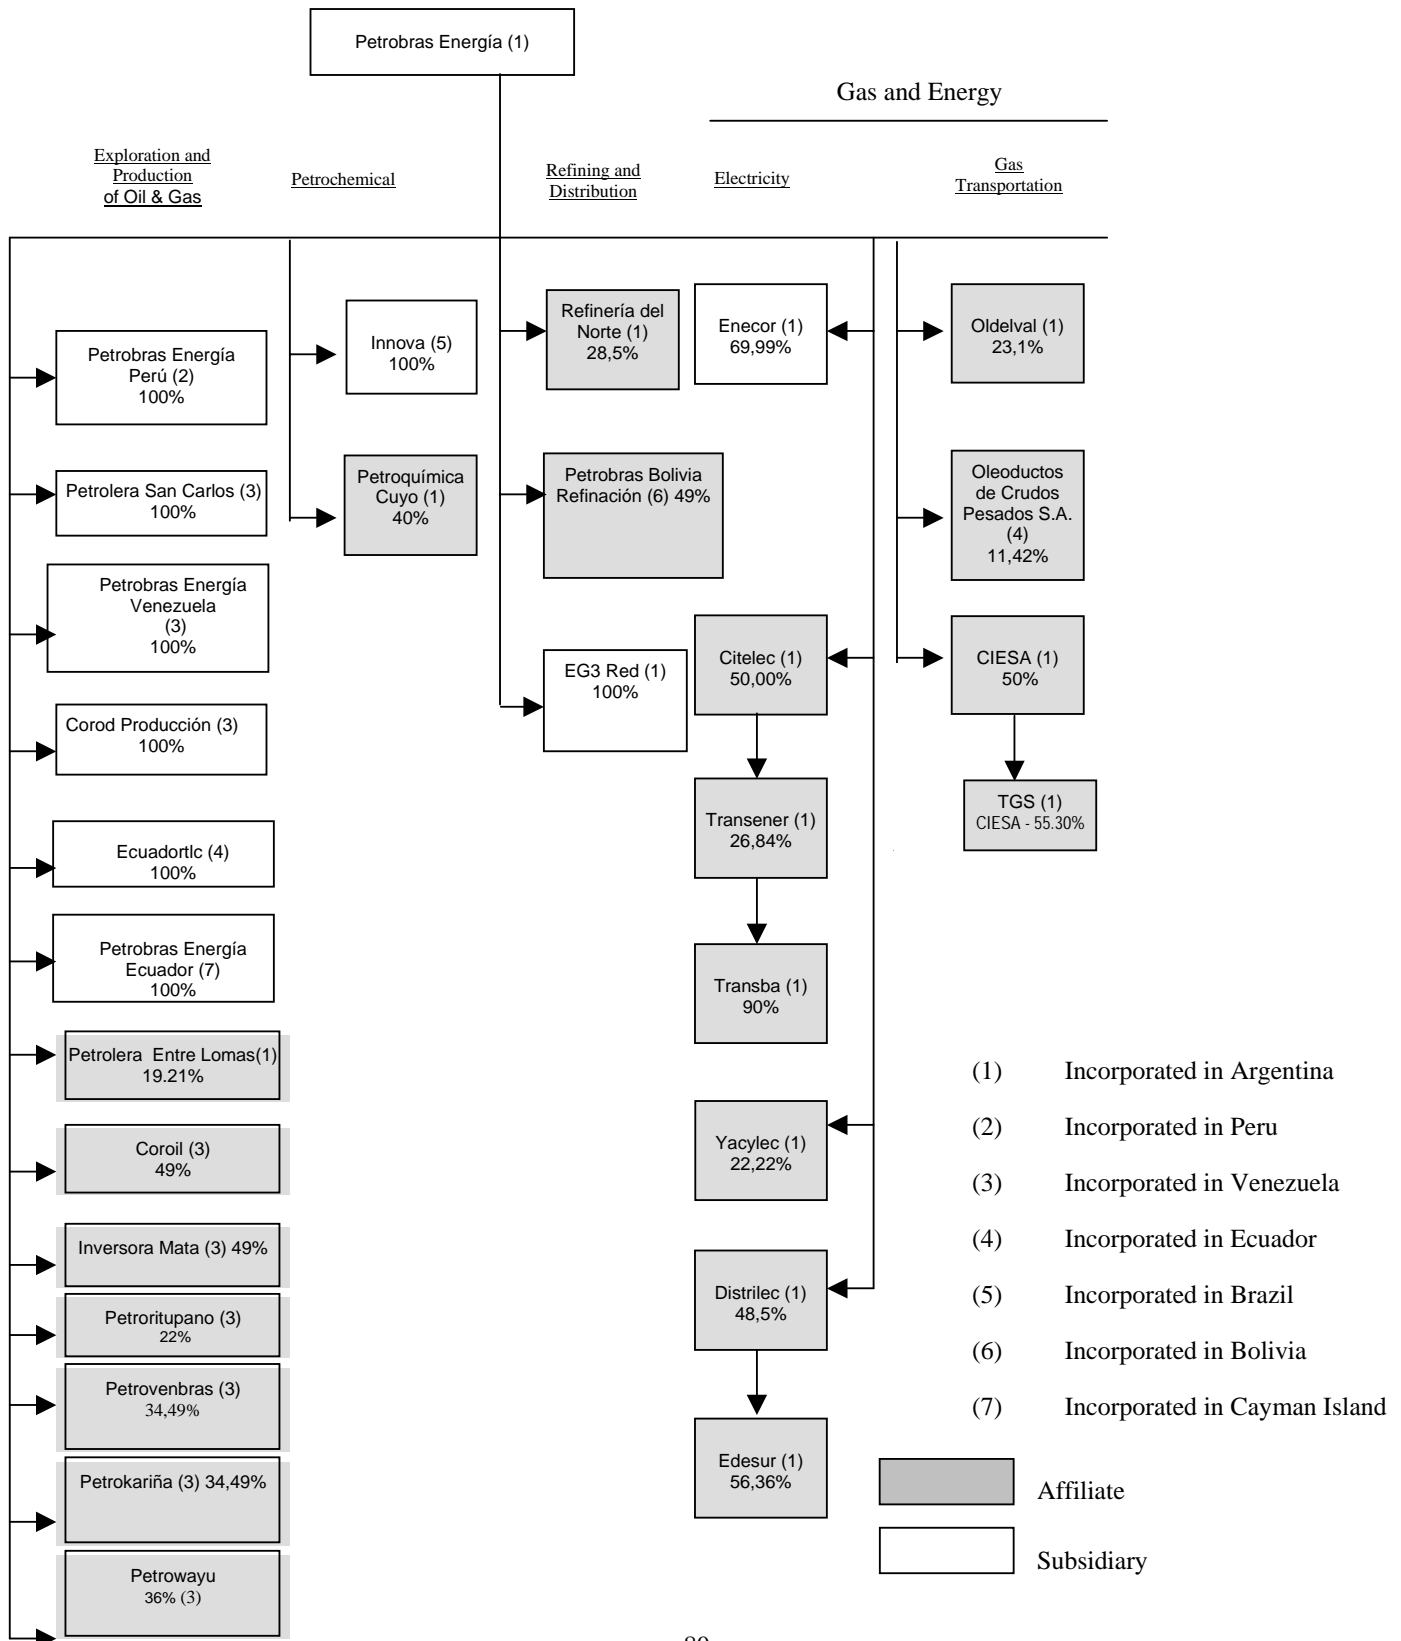 Petrobras Energía (1)
Gas and Energy
Exploration and
Production
of Oil & Gas
Petrochemical
Refining and
Distribution
Electricity
Gas
Transportation
Petrobras Energía
Perú (2)
100%
Petrolera San Carlos (3)
100%
Petrobras Energía
Venezuela
(3)
100%
Corod Producción (3)
100%
Ecuadortlc (4)
100%
Petrobras Energía
Ecuador (7)
100%
Petrolera  Entre Lomas(1)
19.21%
Coroil (3)
49%
Inversora Mata (3) 49%
Petroritupano (3)
22%
Petrovenbras (3)
34,49%
Petrokariña (3) 34,49%
Petrowayu
36% (3)
Innova (5)
100%
Petroquímica
Cuyo (1)
40%
Refinería del
Norte (1)
28,5%
Petrobras Bolivia
Refinación (6) 49%
EG3 Red (1)
100%
Enecor (1)
69,99%
Citelec (1)
50,00%
Transener (1)
26,84%
Transba (1)
90%
Yacylec (1)
22,22%
Distrilec (1)
48,5%
Edesur (1)
56,36%
Oldelval (1)
23,1%
Oleoductos
de Crudos
Pesados S.A.
(4)
11,42%
CIESA (1)
50%
TGS (1)
CIESA - 55.30%
(1) Incorporated in Argentina
(2) Incorporated in Peru
(3) Incorporated in Venezuela
(4) Incorporated in Ecuador
(5) Incorporated in Brazil
(6) Incorporated in Bolivia
(7) Incorporated in Cayman Island
Affiliate
Subsidiary